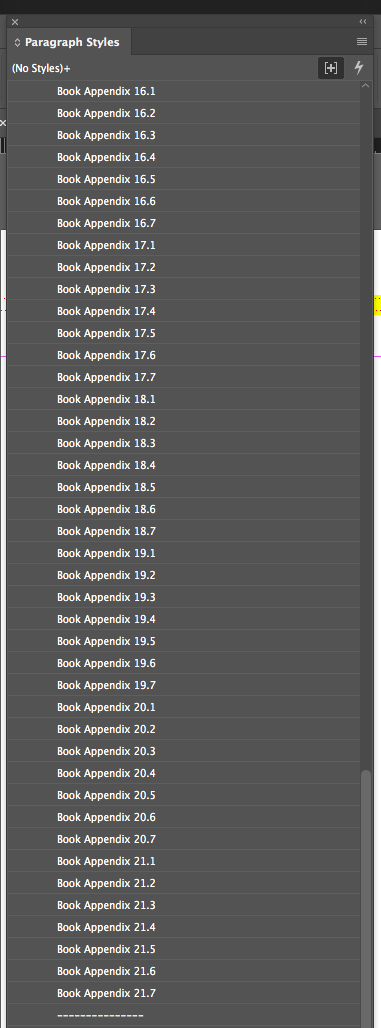 Paragraph Styles
(No Styles)+
Book Appendix 16.1
Book Appendix 16.2
Book Appendix 16.3
Book Appendix 16.4
Book Appendix 16.5
Book Appendix 16.6
Book Appendix 16.7
Book Appendix 17.1
Book Appendix 17.2
Book Appendix 17.3
Book Appendix 17.4
Book Appendix 17.5
Book Appendix 17.6
Book Appendix 17.7
Book Appendix 18.1
Book Appendix 18.2
Book Appendix 18.3
Book Appendix 18.4
Book Appendix 18.5
Book Appendix 18.6
Book Appendix 18.7
Book Appendix 19.1
Book Appendix 19.2
Book Appendix 19.3
Book Appendix 19.4
Book Appendix 19.5
Book Appendix 19.6
Book Appendix 19.7
Book Appendix 20.1
Book Appendix 20.2
Book Appendix 20.3
Book Appendix 20.4
Book Appendix 20.5
Book Appendix 20.6
Book Appendix 20.7
Book Appendix 21.1
Book Appendix 21.2
Book Appendix 21.3
Book Appendix 21.4
Book Appendix 21.5
Book Appendix 21.6
Book Appendix 21.7
---------------